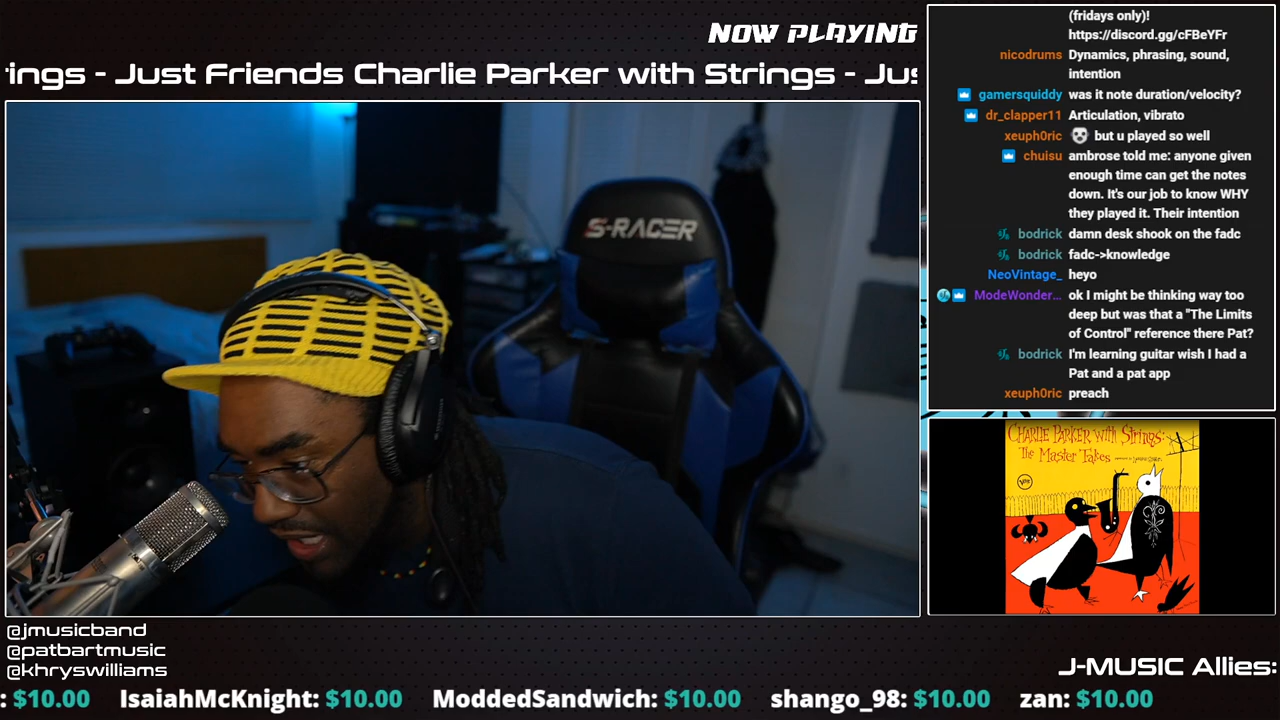 NOW PLAYING
ings - Just Friends Charlie Parker with Strings - Jus
(fridays only)!
https://discord.gg/cFBeYFr
nicodrums Dynamics, phrasing, sound,
intention
gamersquiddy was it note duration/velocity?
dr_clapper11 Articulation, vibrato
xeuph0ric but u played so well
chuisu ambrose told me: anyone given
enough time can get the notes
down. It's our job to know WHY
they played it. Their intention
bodrick damn desk shook on the fadc
bodrick fadc->knowledge
NeoVintage_ heyo
ModeWonder... ok I might be thinking way too
deep but was that a "The Limits
of Control" reference there Pat?
bodrick I'm learning guitar wish I had a
Pat and a pat app
xeuph0ric preach
S-RACER
CHARLIE PARKER WITH STRINGS:
The Master Takes
@jmusicband
@patbartmusic
@khryswilliams
J-MUSIC Allies:
: $10.00 IsaiahMcKnight: $10.00 ModdedSandwich: $10.00 shango_98: $10.00 zan: $10.00